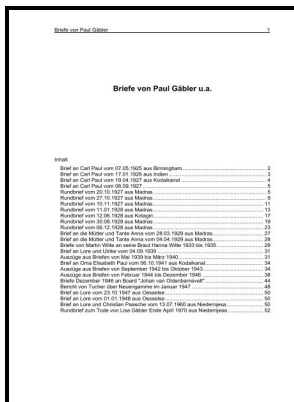 Briefe von Paul Gäbler 1
Briefe von Paul Gäbler u.a.
Inhalt
Brief an Carl Paul vom 07.05.1925 aus Birmingham 2
Brief an Carl Paul vom 17.01.1926 aus Indien 3
Brief an Carl Paul vom 19.04.1927 aus Kodaikanal 4
Brief an Carl Paul vom 08.09.1927 5
Rundbrief vom 20.10.1927 aus Madras 5
Rundbrief vom 27.10.1927 aus Madras 9
Rundbrief vom 10.11.1927 aus Madras 11
Rundbrief vom 11.01.1928 aus Madras 13
Rundbrief vom 12.06.1928 aus Kotagiri 17
Rundbrief vom 30.08.1928 aus Madras 19
Rundbrief vom 06.12.1928 aus Madras 23
Brief an die Mütter und Tante Anna vom 28.03.1929 aus Madras 27
Brief an die Mütter und Tante Anna vom 04.04.1929 aus Madras 28
Briefe von Martin Witte an seine Braut Hanna Witte 1933 bis 1935 29
Brief an Lore und Ulrike vom 04.09.1939 31
Auszüge aus Briefen von Mai 1939 bis März 1940 31
Brief an Oma Elisabeth Paul vom 06.10.1941 aus Kodaikanal 34
Auszüge aus Briefen von September 1942 bis Oktober 1943 34
Auszüge aus Briefen von Februar 1944 bis Dezember 1946 38
Briefe Dezember 1946 an Board "Johan van Oldenbarnevelt" 44
Bericht von Tucher über Neuengamme im Januar 1947 48
Brief an Lore vom 23.10.1947 aus Oesselse 50
Brief an Lore vom 01.01.1948 aus Oesselse 50
Brief an Lore und Christian Paasche vom 13.07.1960 aus Niedernjesa 50
Rundbrief zum Tode von Lisa Gäbler Ende April 1970 aus Niedernjesa 52